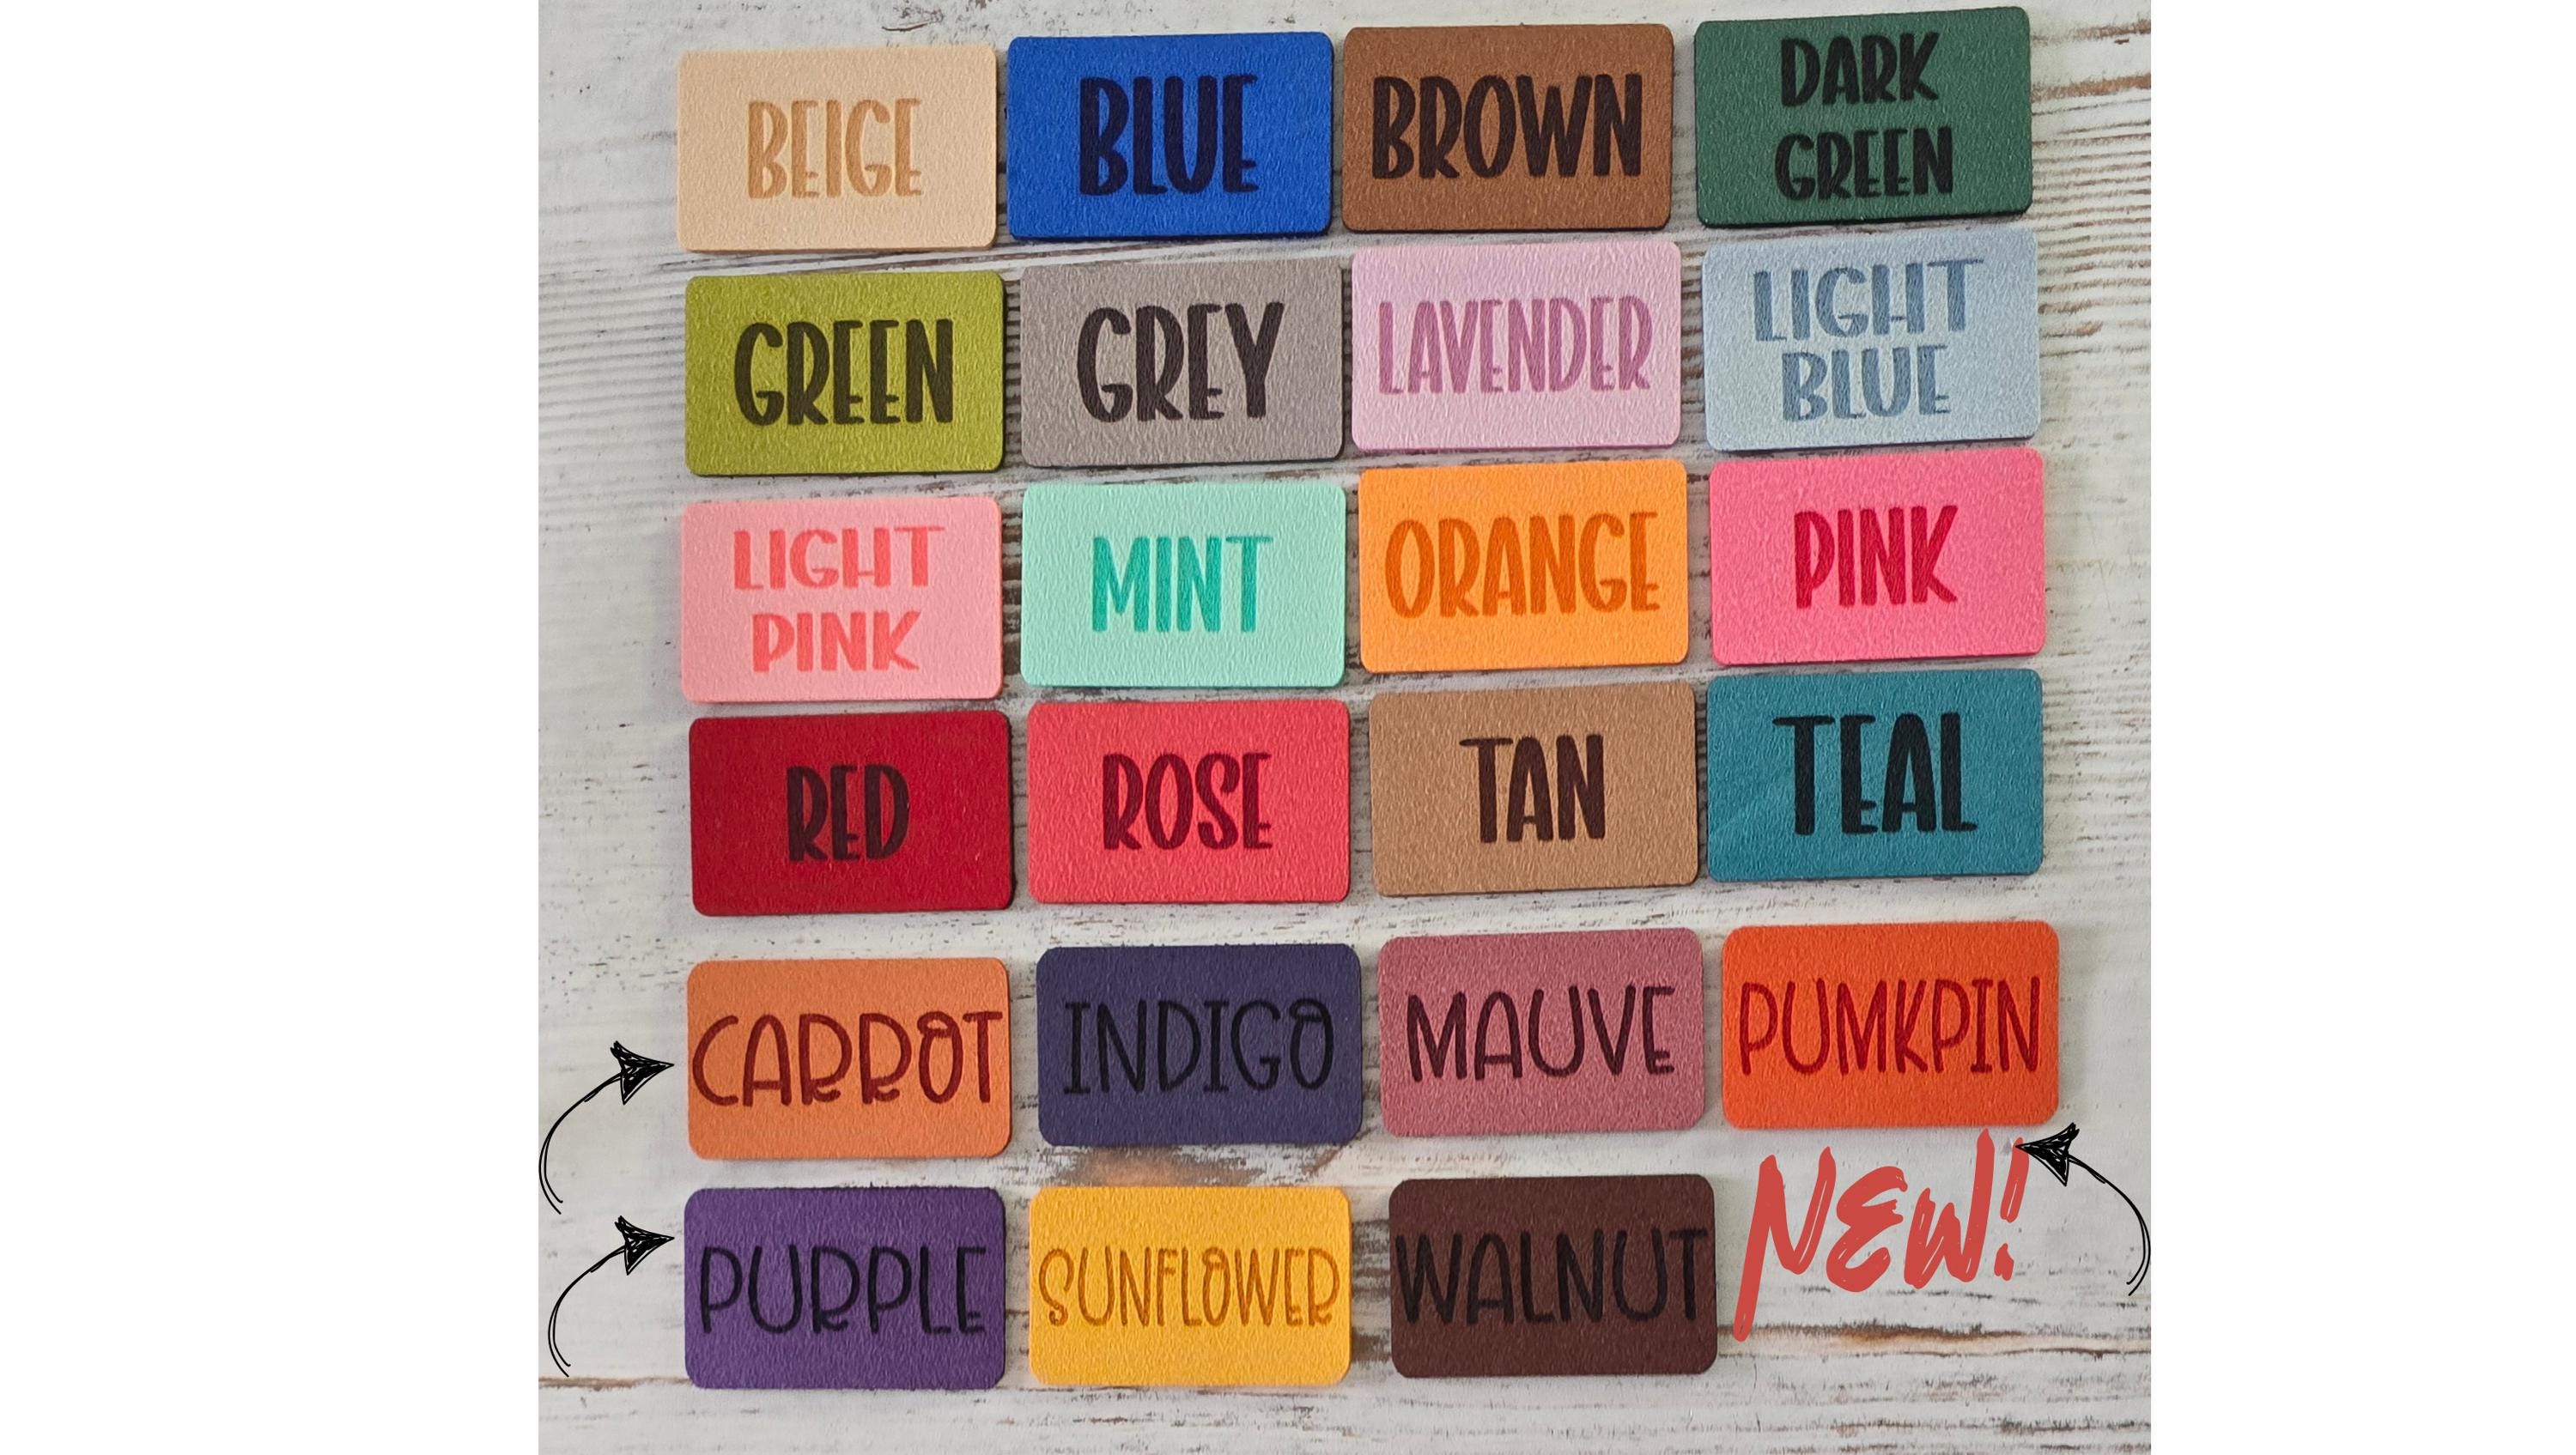 BEIGE
BLUE
BROWN
DARK
GREEN
GREEN
GREY
LAVENDER
LIGHT
BLUE
LIGHT
PINK
MINT
ORANGE
PINK
RED
ROSE
TAN
TEAL
CARROT
INDIGO
MAUVE
PUMKPIN
PURPLE
SUNFLOWER
WALNUT
NEW!